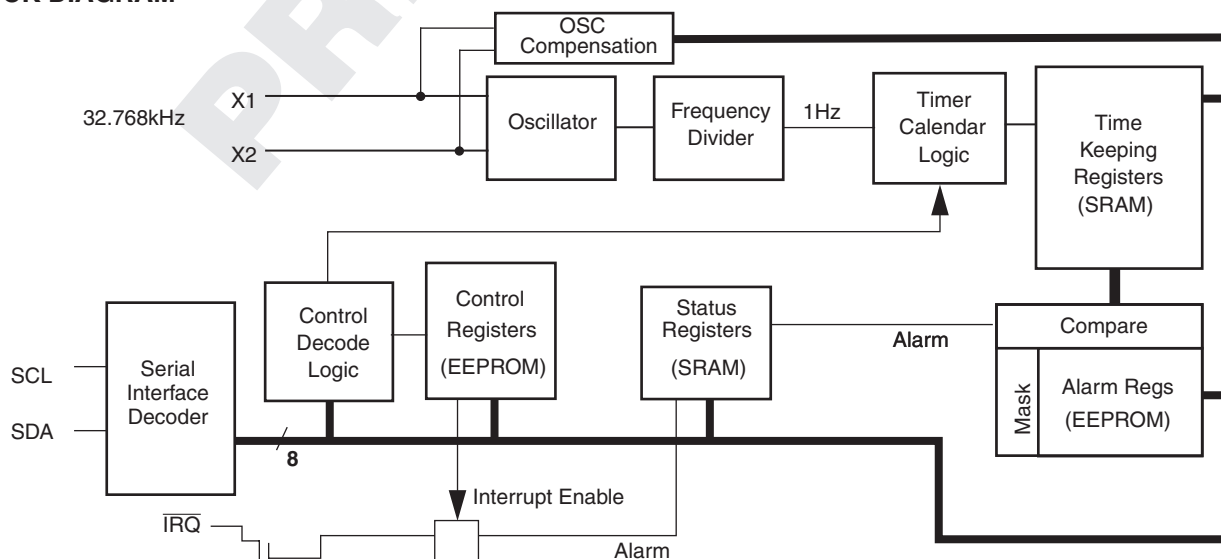 OSC
Compensation
X1
32.768kHz
X2
Oscillator
Frequency
Divider
1Hz
Timer
Calendar
Logic
Time
Keeping
Registers
(SRAM)
Control
Decode
Logic
Control
Registers
(EEPROM)
Status
Registers
(SRAM)
Alarm
Compare
Mask
Alarm Regs
(EEPROM)
SCL
SDA
Serial
Interface
Decoder
8
Interrupt Enable
IRQ
Alarm